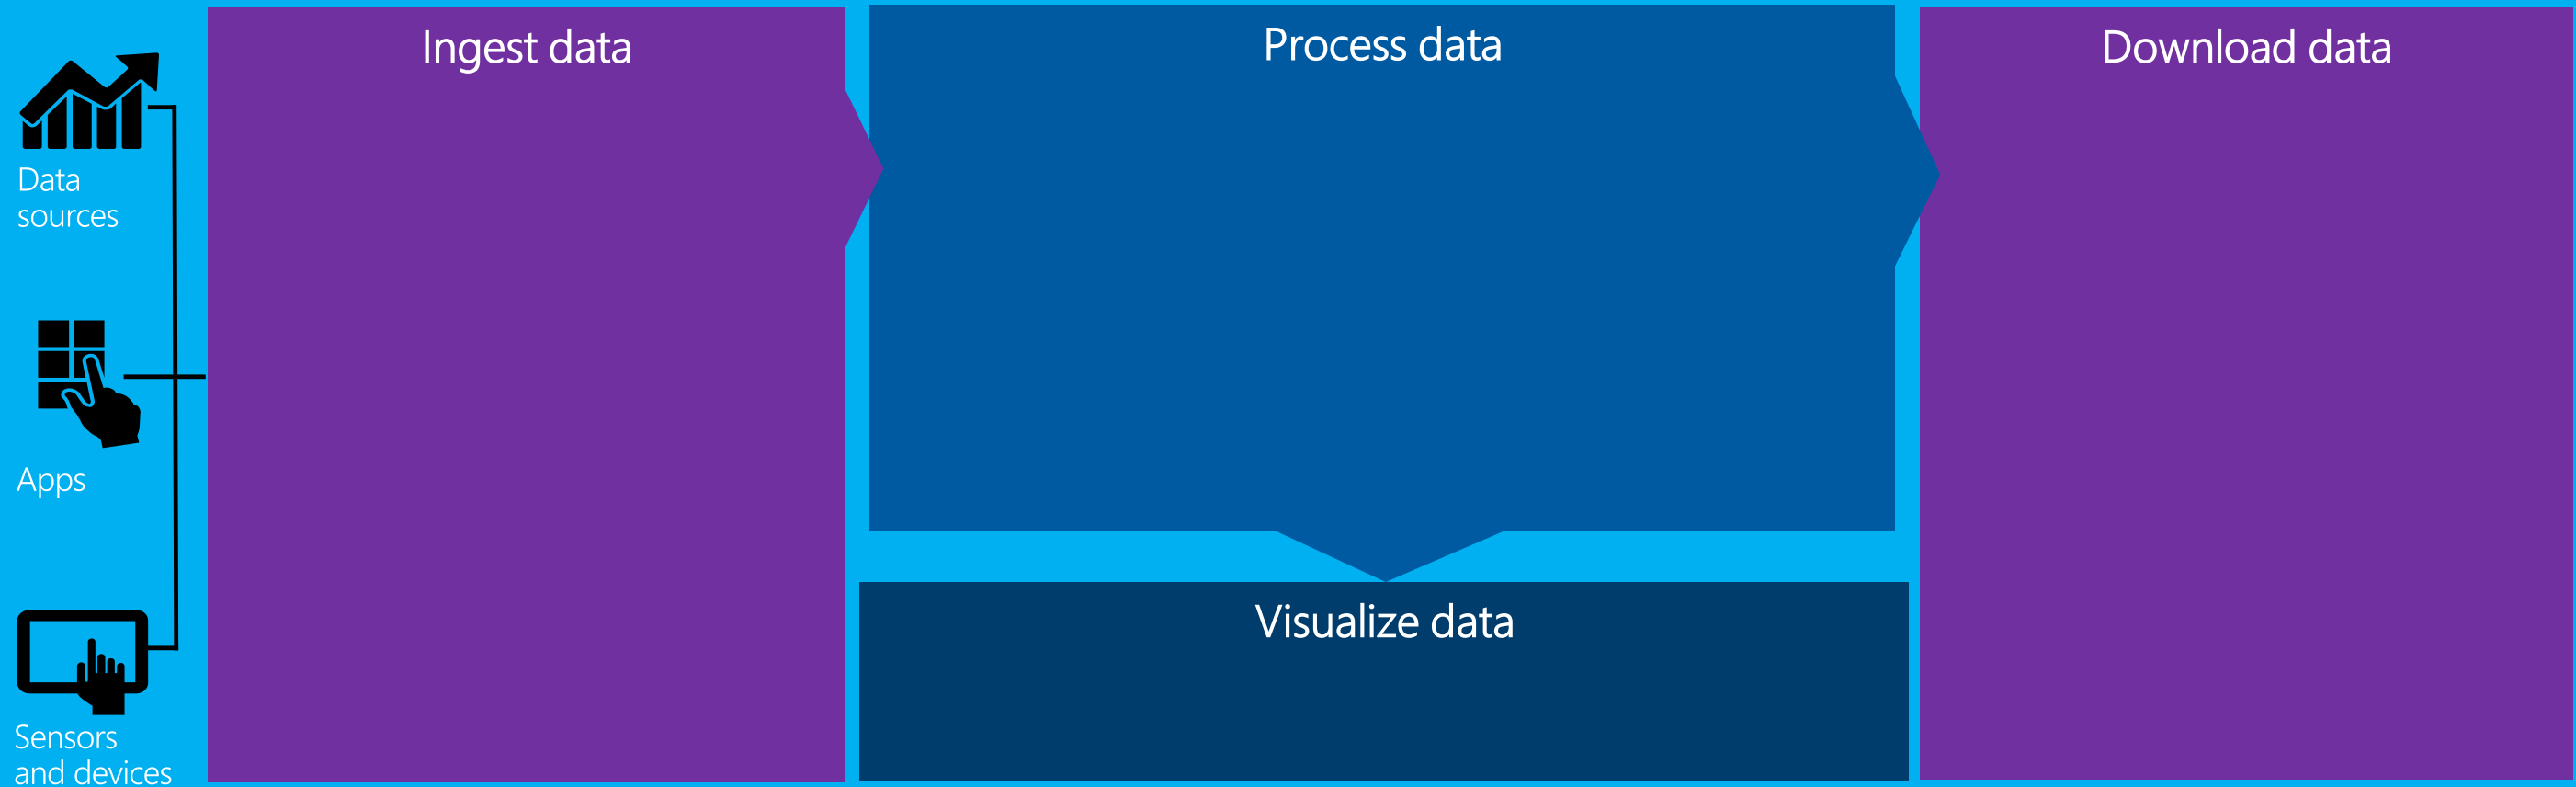 Ingest data
Process data
Download data
Data
sources
Apps
Visualize data
Sensors
and devices